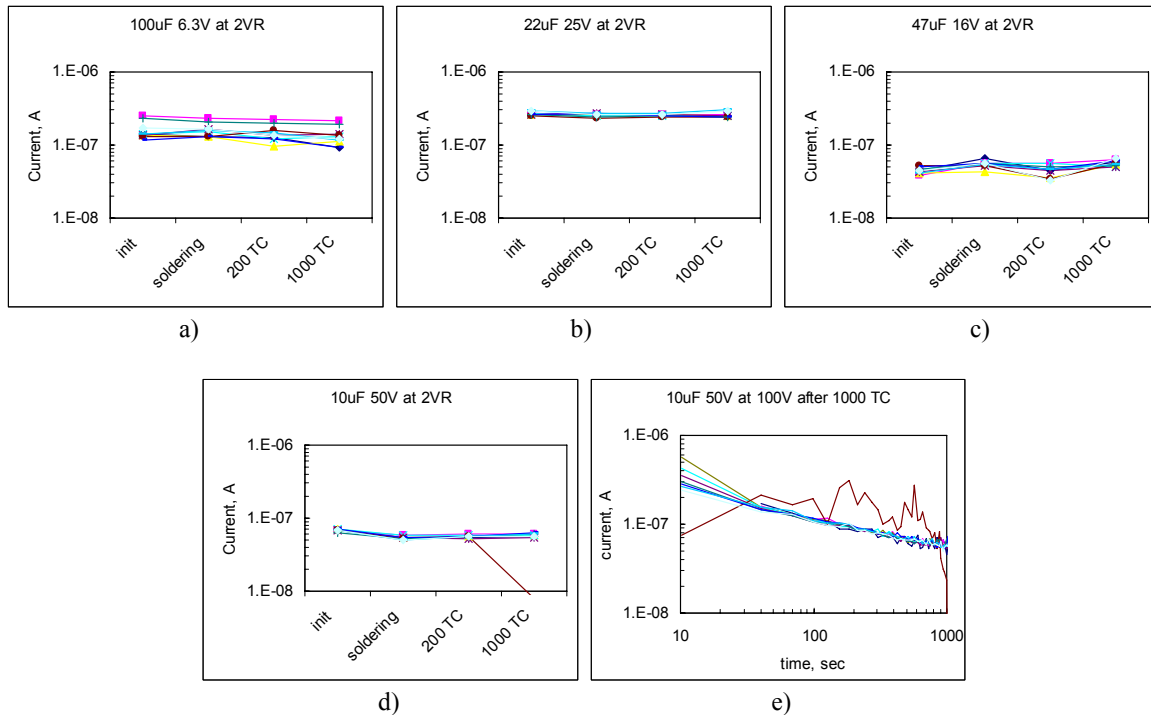 100uF 6.3V at 2VR
1.E-06
1.E-07
1.E-08
Current, A
init
soldering
200 TC
1000 TC
a)
22uF 25V at 2VR
1.E-06
1.E-07
1.E-08
Current, A
init
soldering
200 TC
1000 TC
b)
47uF 16V at 2VR
1.E-06
1.E-07
1.E-08
Current, A
init
soldering
200 TC
1000 TC
c)
10uF 50V at 2VR
1.E-06
1.E-07
1.E-08
Current, A
init
soldering
200 TC
1000 TC
d)
10uF 50V at 100V after 1000 TC
1.E-06
1.E-07
1.E-08
current, A
10
100
1000
time, sec
e)